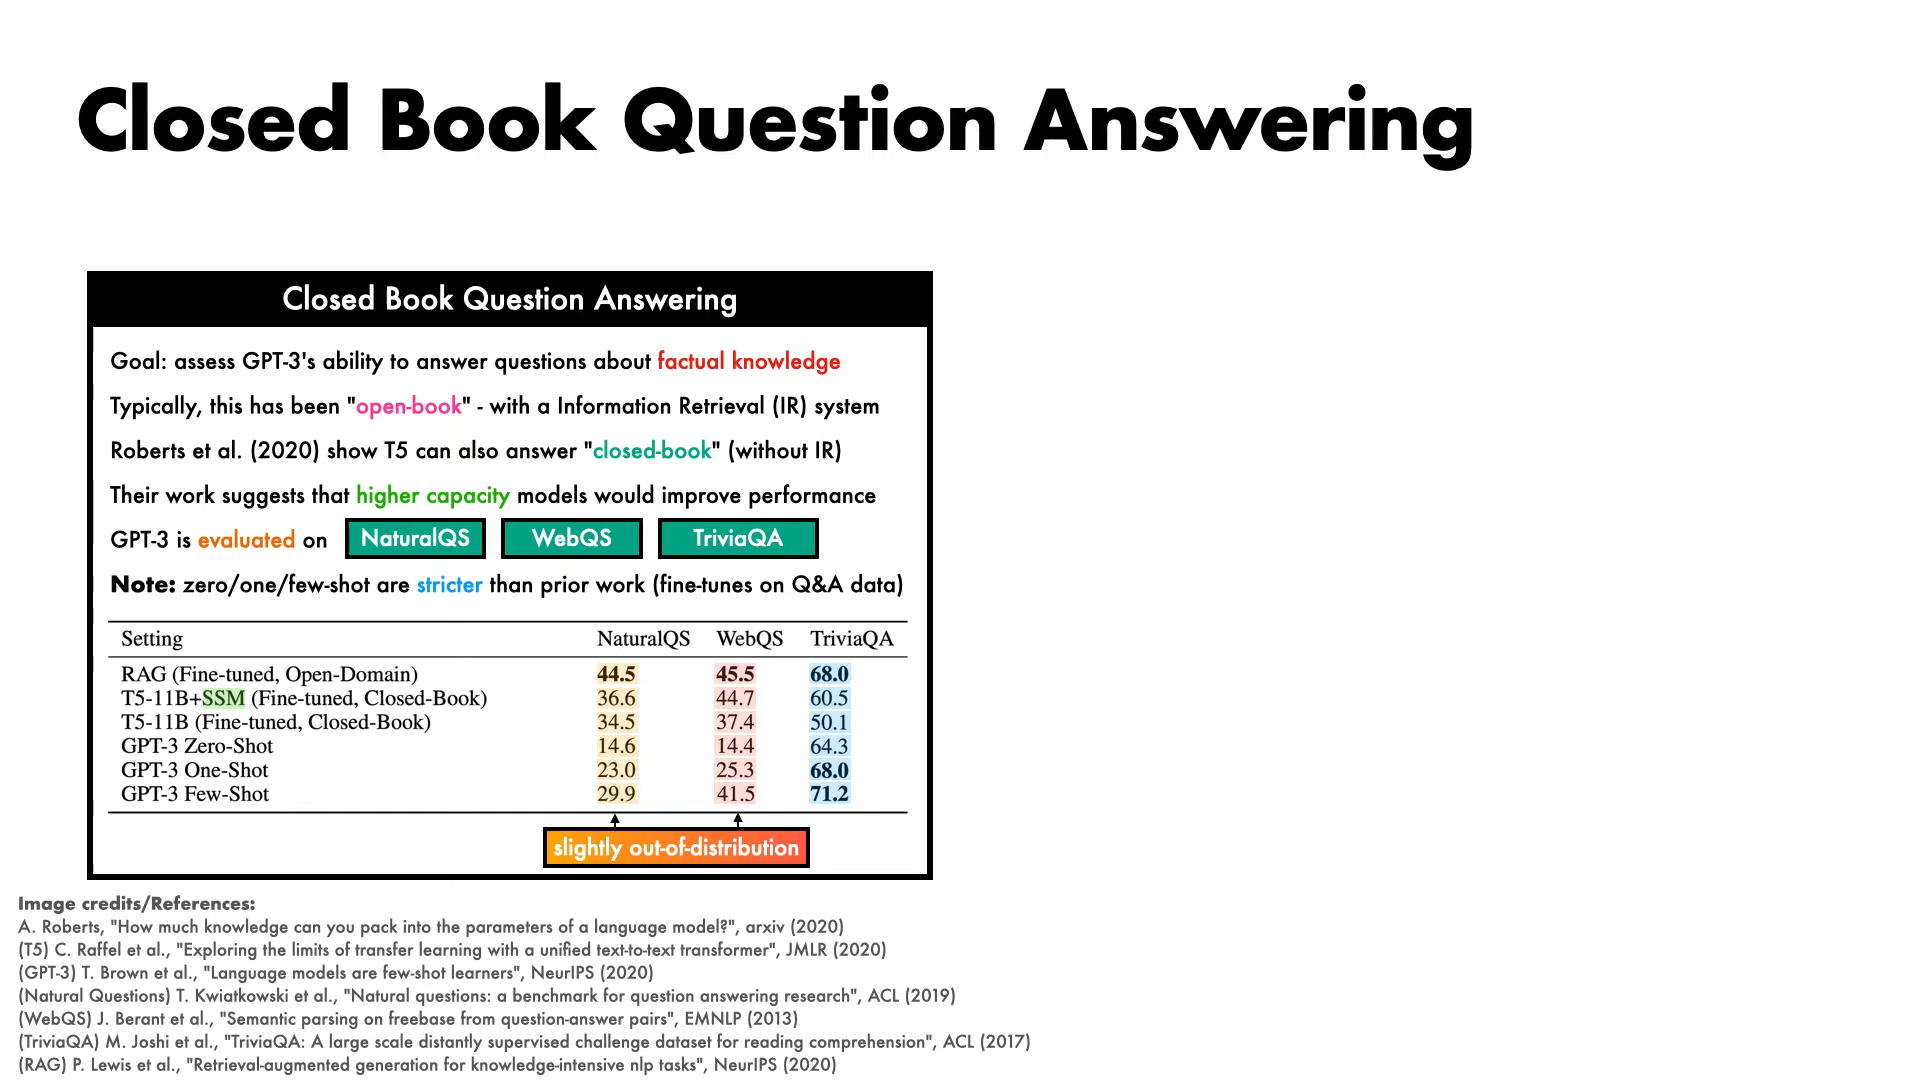 Closed Book Question Answering
Closed Book Question Answering
Goal: assess GPT-3's ability to answer questions about factual knowledge
Typically, this has been "open-book" - with a Information Retrieval (IR) system
Roberts et al. (2020) show T5 can also answer "closed-book" (without IR)
Their work suggests that higher capacity models would improve performance
GPT-3 is evaluated on NaturalQS WebQS TriviaQA
Note: zero/one/few-shot are stricter than prior work (fine-tunes on Q&A data)
Setting NaturalQS WebQS TriviaQA
RAG (Fine-tuned, Open-Domain) 44.5 45.5 68.0
T5-11B+SSM (Fine-tuned, Closed-Book) 36.6 44.7 60.5
T5-11B (Fine-tuned, Closed-Book) 34.5 37.4 50.1
GPT-3 Zero-Shot 14.6 14.4 64.3
GPT-3 One-Shot 23.0 25.3 68.0
GPT-3 Few-Shot 29.9 41.5 71.2
slightly out-of-distribution
Image credits/References:
A. Roberts, "How much knowledge can you pack into the parameters of a language model?", arxiv (2020)
(T5) C. Raffel et al., "Exploring the limits of transfer learning with a unified text-to-text transformer", JMLR (2020)
(GPT-3) T. Brown et al., "Language models are few-shot learners", NeurIPS (2020)
(Natural Questions) T. Kwiatkowski et al., "Natural questions: a benchmark for question answering research", ACL (2019)
(WebQS) J. Berant et al., "Semantic parsing on freebase from question-answer pairs", EMNLP (2013)
(TriviaQA) M. Joshi et al., "TriviaQA: A large scale distantly supervised challenge dataset for reading comprehension", ACL (2017)
(RAG) P. Lewis et al., "Retrieval-augmented generation for knowledge-intensive nlp tasks", NeurIPS (2020)